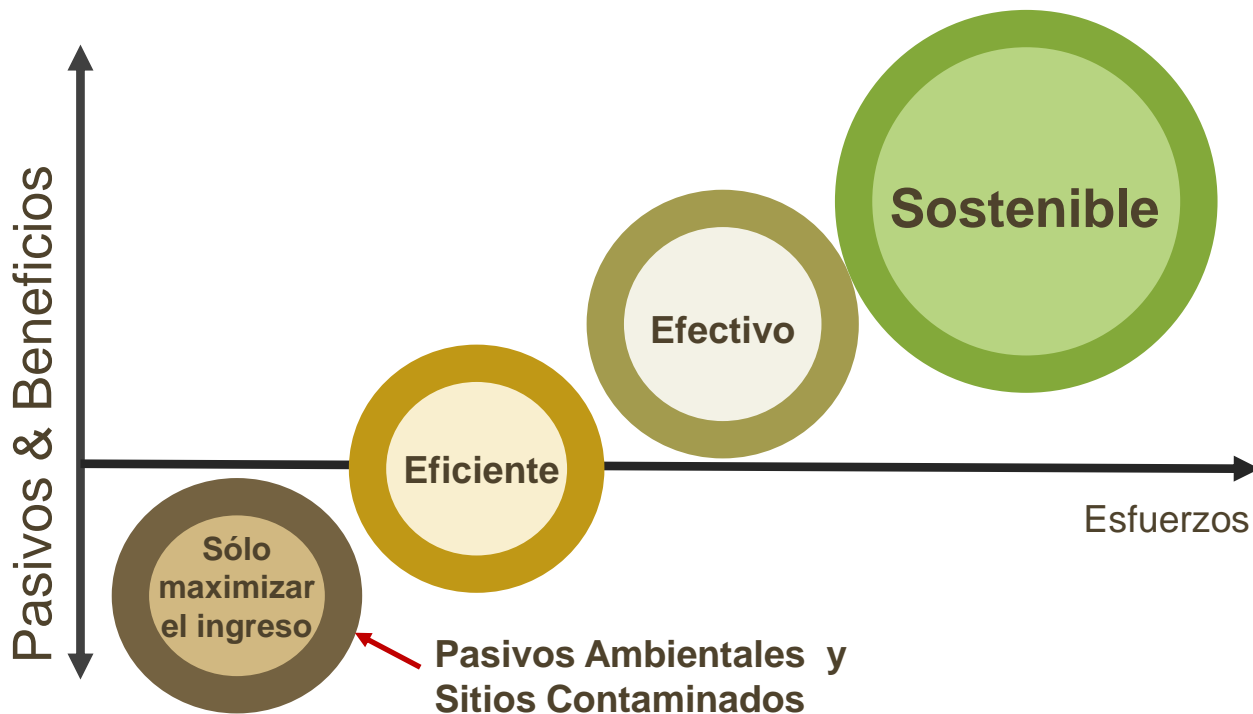 Pasivos & Beneficios
Sostenible
Efectivo
Eficiente
Esfuerzos
Sólo
maximizar
el ingreso
Pasivos Ambientales y
Sitios Contaminados